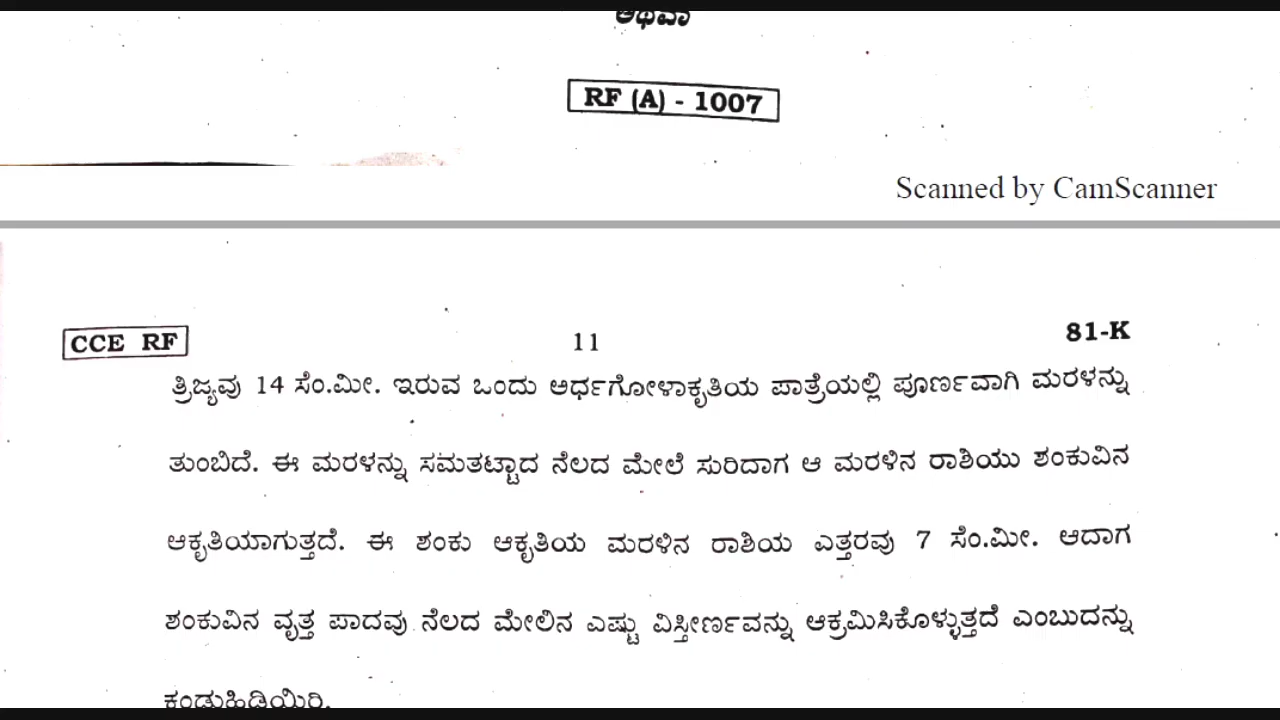 ಅಥವಾ
RF (A) - 1007
Scanned by CamScanner
CCE RF
11
81-K
ತ್ರಿಜ್ಯವು 14 ಸೆಂ.ಮೀ. ಇರುವ ಒಂದು ಅರ್ಧಗೋಳಾಕೃತಿಯ ಪಾತ್ರೆಯಲ್ಲಿ ಪೂರ್ಣವಾಗಿ ಮರಳನ್ನು
ತುಂಬಿದೆ. ಈ ಮರಳನ್ನು ಸಮತಟ್ಟಾದ ನೆಲದ ಮೇಲೆ ಸುರಿದಾಗ ಆ ಮರಳಿನ ರಾಶಿಯು ಶಂಕುವಿನ
ಆಕೃತಿಯಾಗುತ್ತದೆ. ಈ ಶಂಕು ಆಕೃತಿಯ ಮರಳಿನ ರಾಶಿಯ ಎತ್ತರವು 7 ಸೆಂ.ಮೀ. ಆದಾಗ
ಶಂಕುವಿನ ವೃತ್ತ ಪಾದವು ನೆಲದ ಮೇಲಿನ ಎಷ್ಟು ವಿಸ್ತೀರ್ಣವನ್ನು ಆಕ್ರಮಿಸಿಕೊಳ್ಳುತ್ತದೆ ಎಂಬುದನ್ನು
ಕಂಡುಹಿಡಿಯಿರಿ.